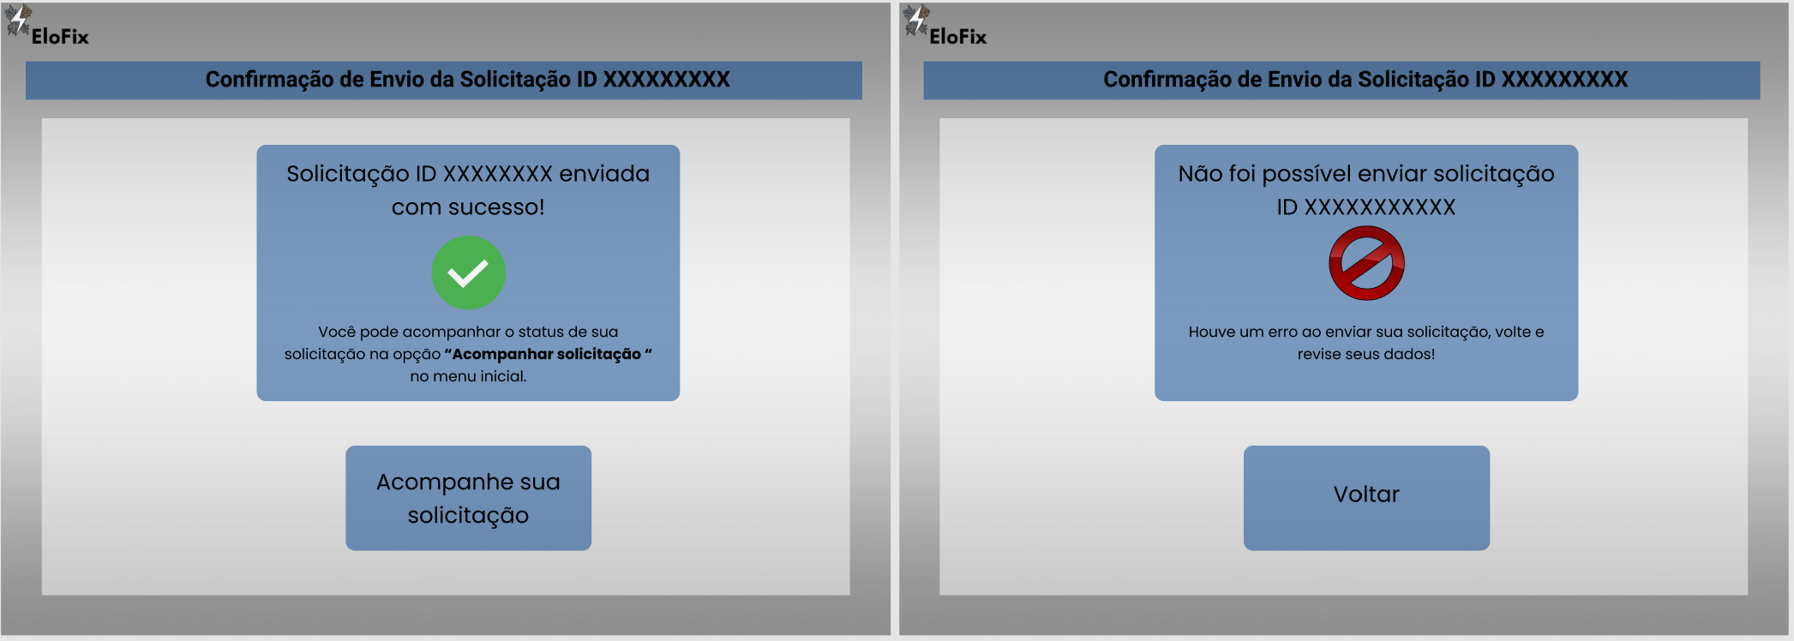 EloFix
Confirmação de Envio da Solicitação ID XXXXXXXXX
Solicitação ID XXXXXXXX enviada
com sucesso!
Você pode acompanhar o status de sua
solicitação na opção “Acompanhar solicitação “
no menu inicial.
Acompanhe sua
solicitação
EloFix
Confirmação de Envio da Solicitação ID XXXXXXXXX
Não foi possível enviar solicitação
ID XXXXXXXXXXX
Houve um erro ao enviar sua solicitação, volte e
revise seus dados!
Voltar